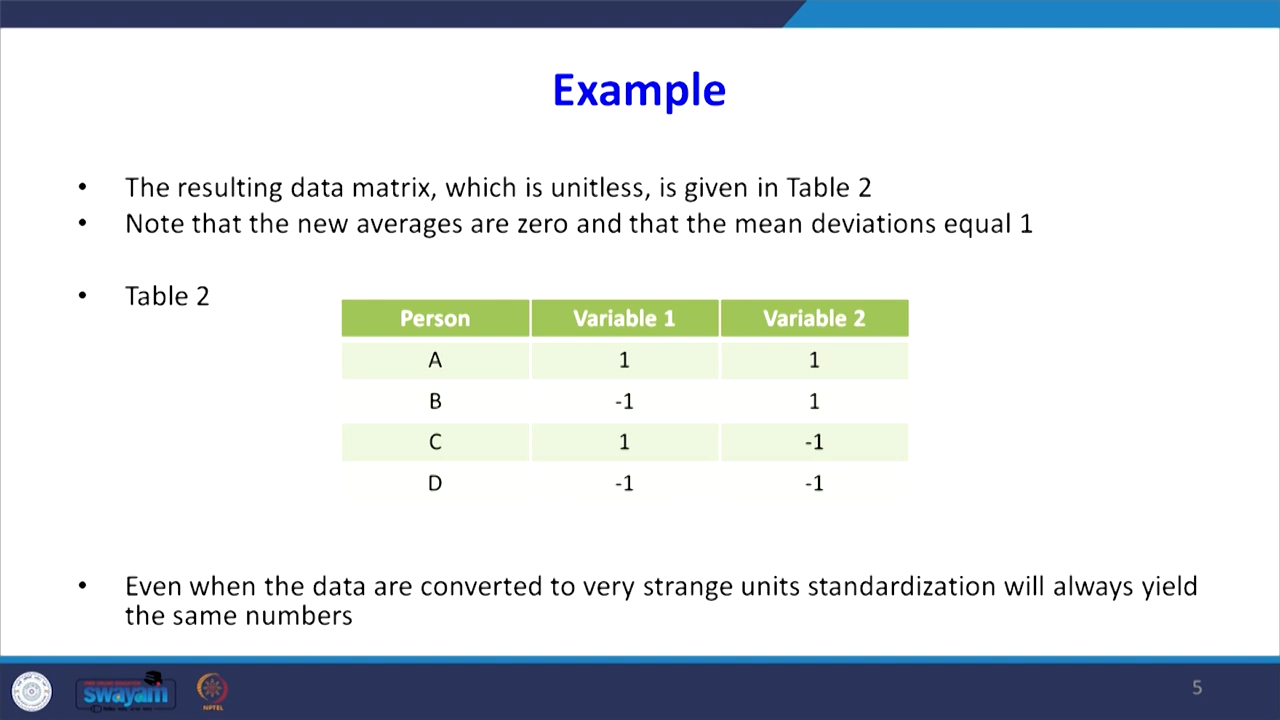 Example
• The resulting data matrix, which is unitless, is given in Table 2
• Note that the new averages are zero and that the mean deviations equal 1
• Table 2
Person Variable 1 Variable 2
A 1 1
B -1 1
C 1 -1
D -1 -1
• Even when the data are converted to very strange units standardization will always yield
the same numbers
swayam
NPTEL
5